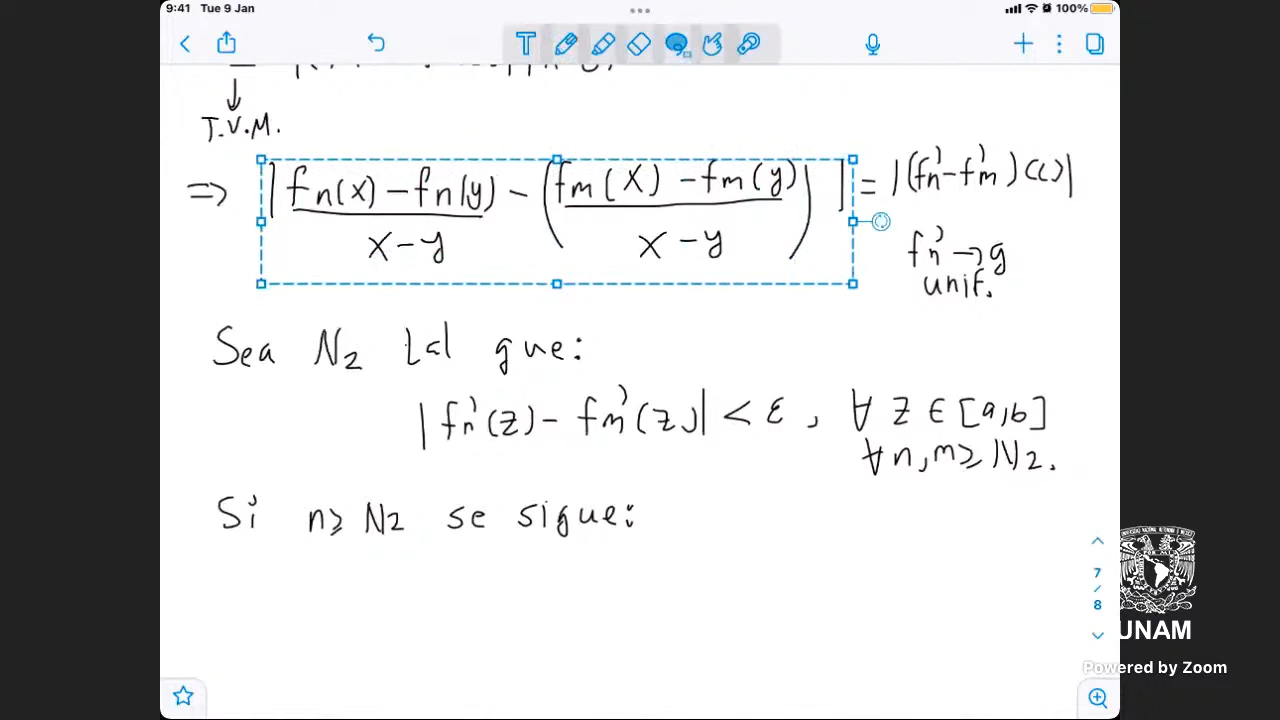 9:41 Tue 9 Jan 100%
T.V.M.
=> | fn(x) - fn(y) / x - y - ( fm(x) - fm(y) / x - y ) | = |(fn' - fm')(c)|
fn' → g
unif.
Sea N2 tal que:
|fn'(z) - fm'(z)| < ε, ∀ z ∈ [a,b]
∀ n, m ≥ N2.
Si n ≥ N2 se sigue:
7
/
8
UNAM
Powered by Zoom